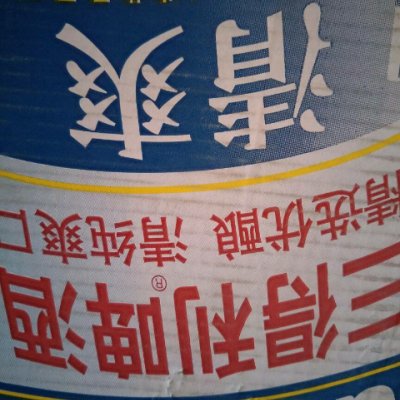 三得利啤酒®
精选优酿 清纯爽口
清爽